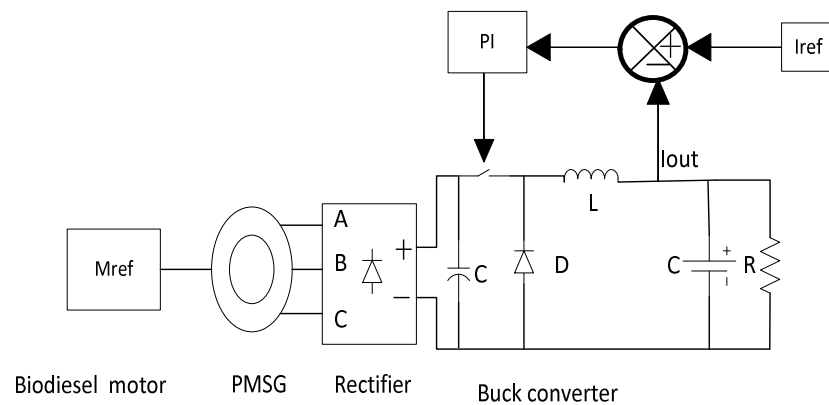 PI
+
−
Iref
Iout
L
A
B
C
+
−
Mref
C
D
C
+
−
R
Biodiesel motor
PMSG
Rectifier
Buck converter